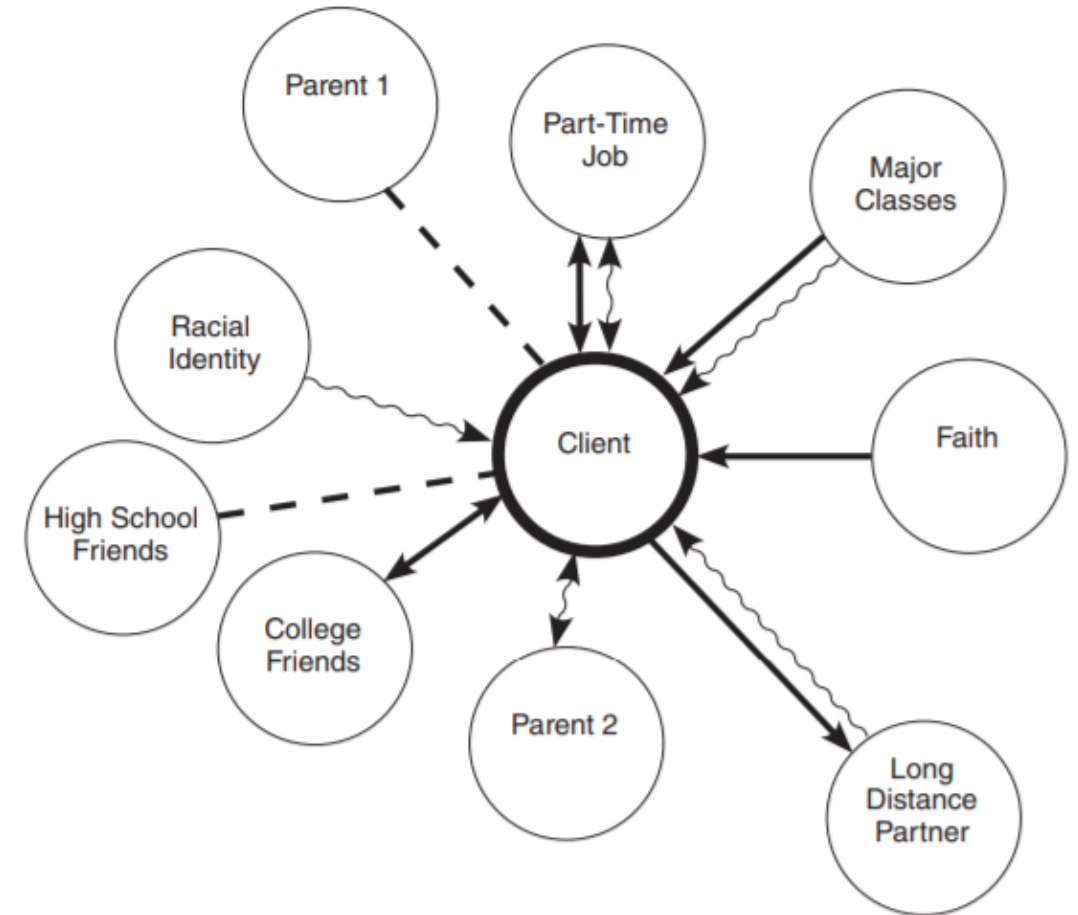 Parent 1
Part-Time
Job
Major
Classes
Racial
Identity
Client
Faith
High School
Friends
College
Friends
Parent 2
Long
Distance
Partner